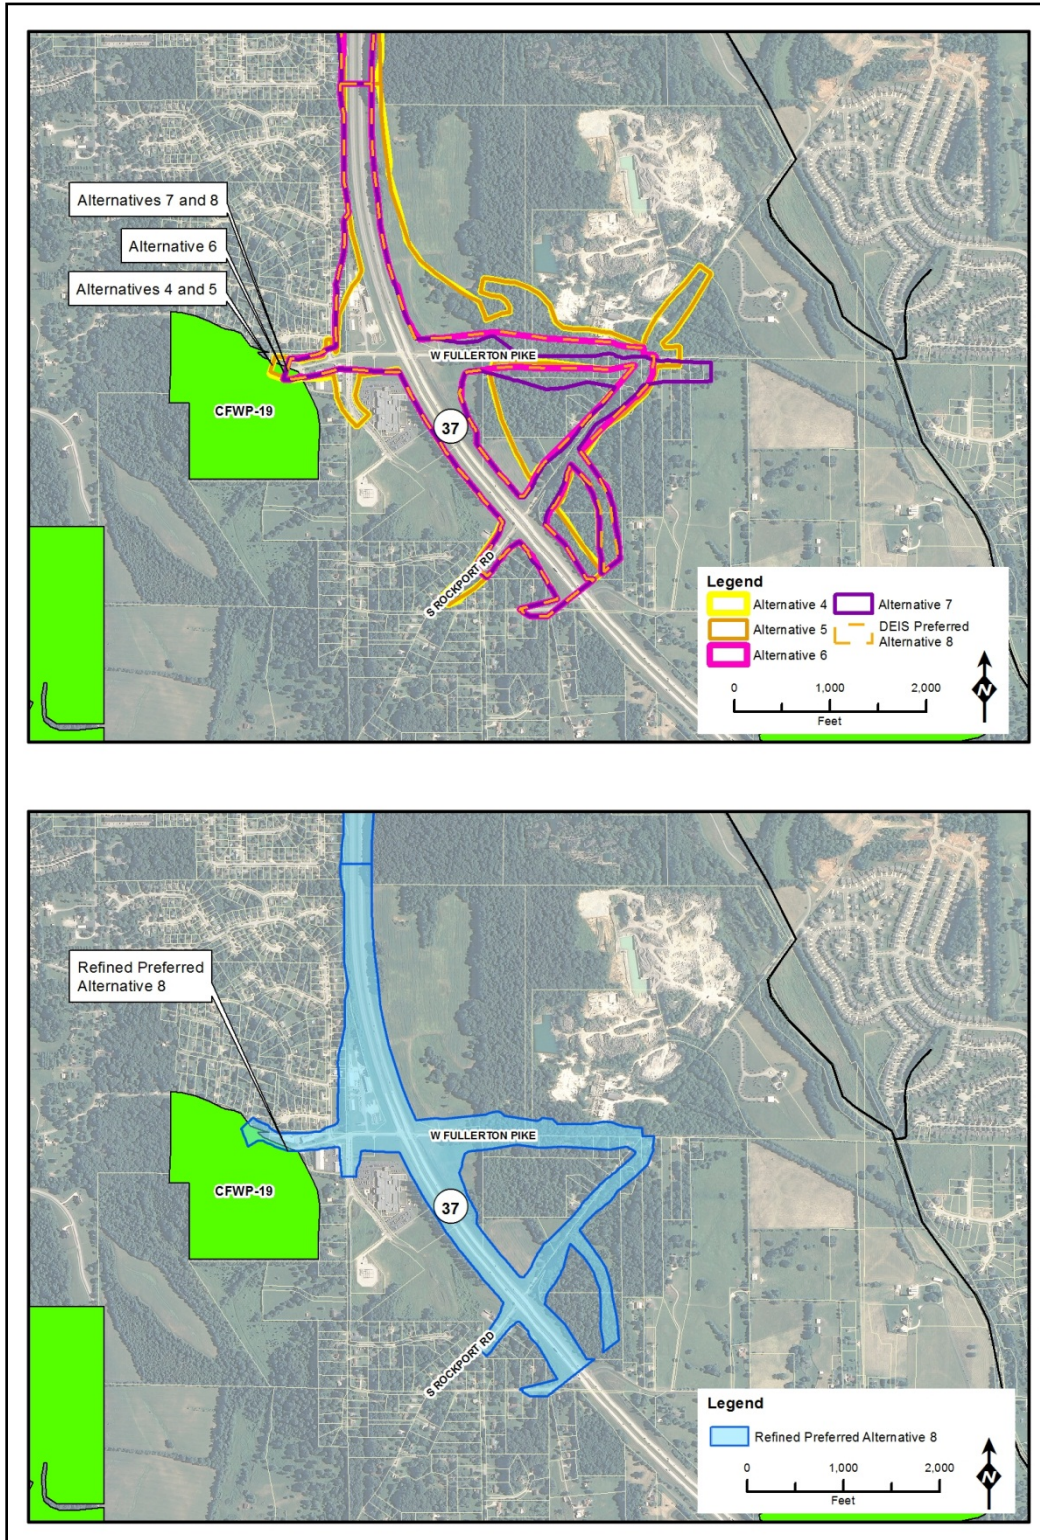 Alternatives 7 and 8
Alternative 6
Alternatives 4 and 5
W FULLERTON PIKE
CFWP-19
37
S ROCKPORT RD
Legend
Alternative 4
Alternative 7
Alternative 5
DEIS Preferred
Alternative 8
Alternative 6
0 1,000 2,000
Feet
N
Refined Preferred
Alternative 8
W FULLERTON PIKE
CFWP-19
37
S ROCKPORT RD
Legend
Refined Preferred Alternative 8
0 1,000 2,000
Feet
N